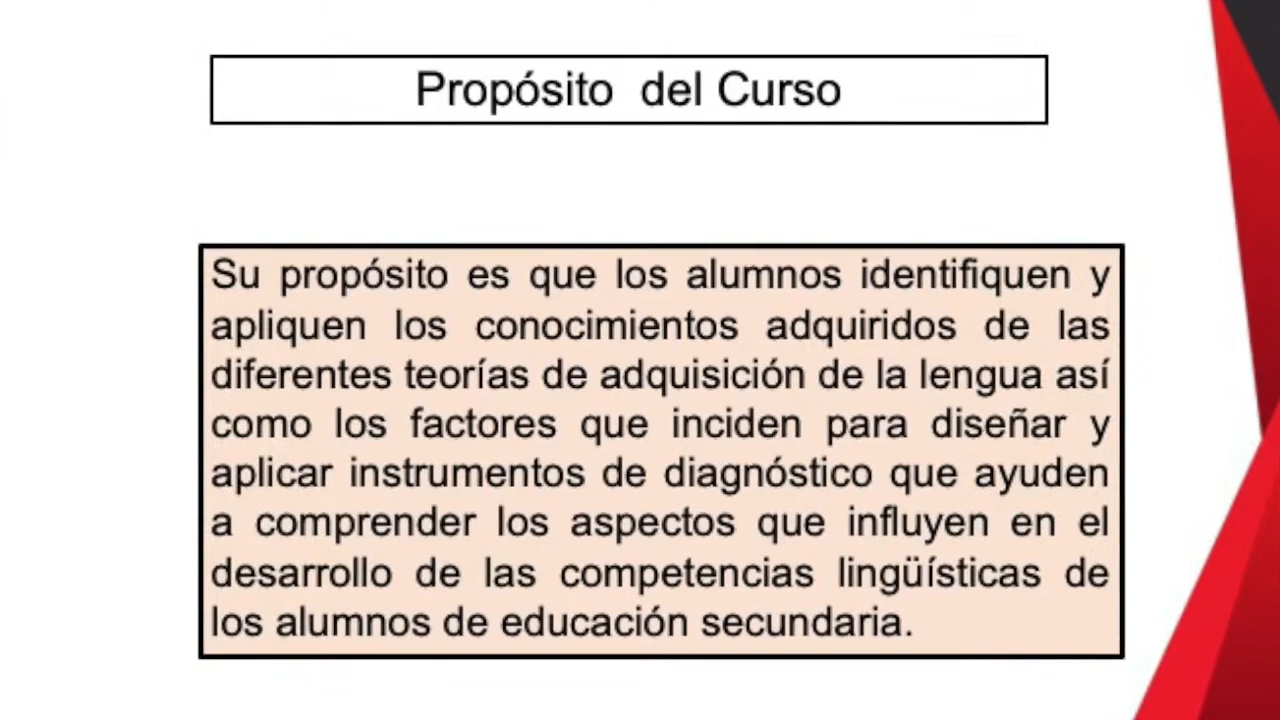 Propósito del Curso
Su propósito es que los alumnos identifiquen y
apliquen los conocimientos adquiridos de las
diferentes teorías de adquisición de la lengua así
como los factores que inciden para diseñar y
aplicar instrumentos de diagnóstico que ayuden
a comprender los aspectos que influyen en el
desarrollo de las competencias lingüísticas de
los alumnos de educación secundaria.